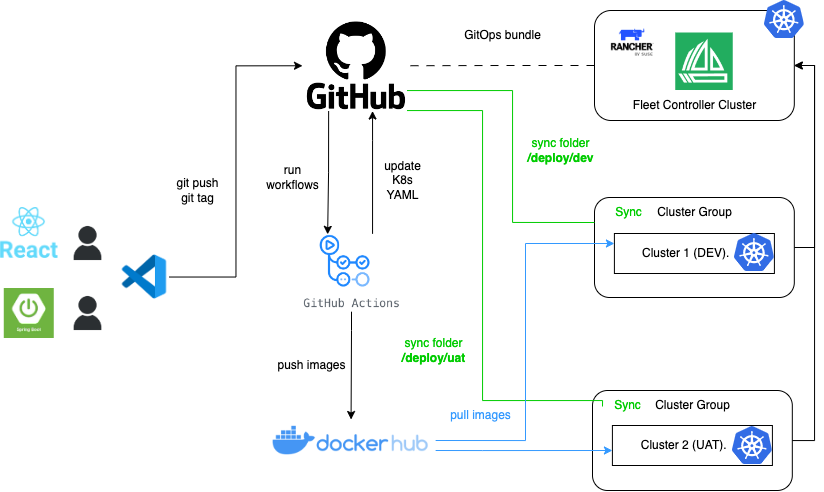 GitOps bundle
RANCHER
BY SUSE
Fleet Controller Cluster
GitHub
sync folder
/deploy/dev
git push
git tag
run
workflows
update
K8s
YAML
React
Spring Boot
GitHub Actions
Sync Cluster Group
Cluster 1 (DEV).
push images
sync folder
/deploy/uat
pull images
docker hub
Sync Cluster Group
Cluster 2 (UAT).